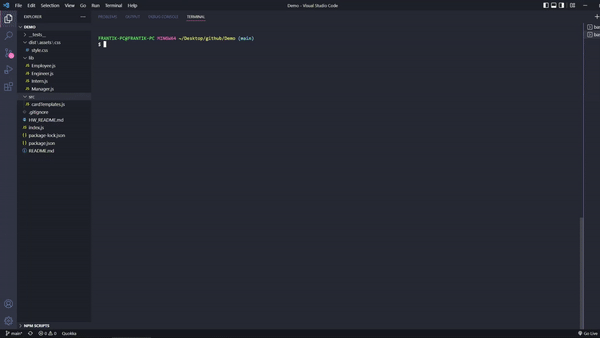 File Edit Selection View Go Run Terminal Help
Demo - Visual Studio Code
EXPLORER
PROBLEMS OUTPUT DEBUG CONSOLE TERMINAL
DEMO
__Tests__
dist\.assets\.css
style.css
lib
Employee.js
Engineer.js
Intern.js
Manager.js
src
cardTemplates.js
.gitignore
HW_README.md
index.js
package-lock.json
package.json
README.md
FRANTIK-PC@FRANTIK-PC MINGW64 ~/Desktop/github/Demo (main)
$
NPM SCRIPTS
main* 0 0 Quokka
Go Live